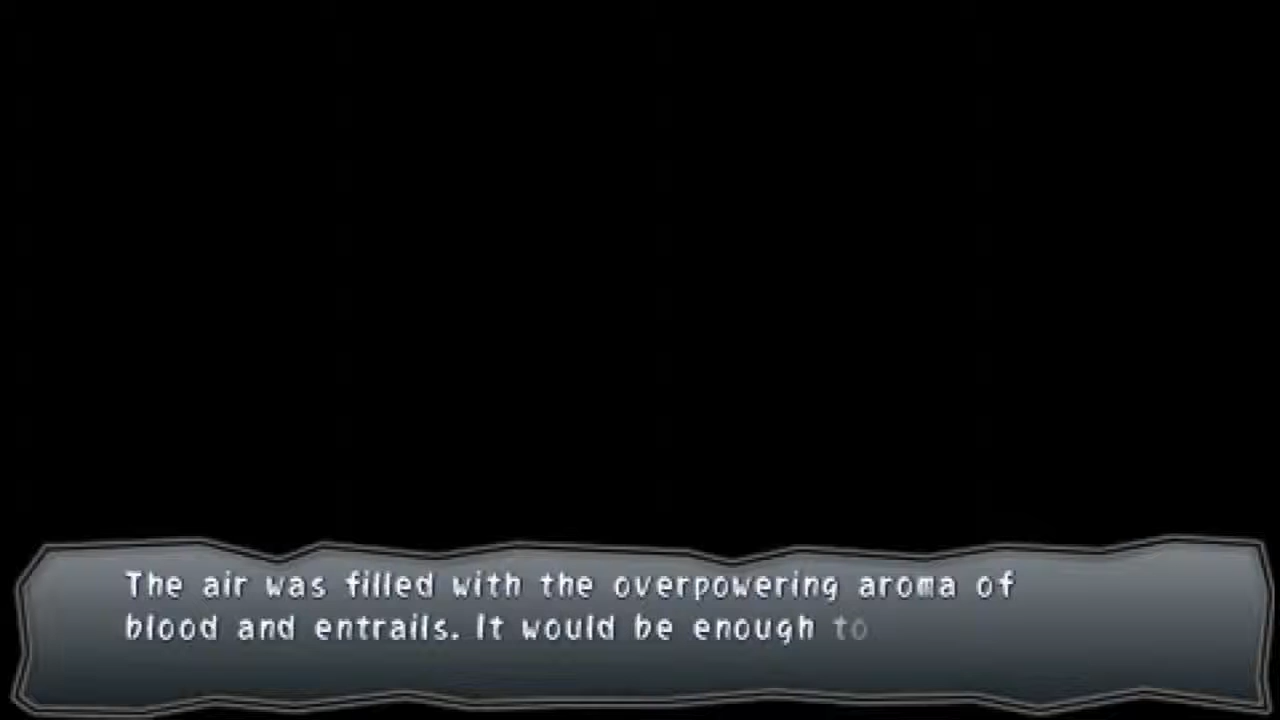 The air was filled with the overpowering aroma of
blood and entrails. It would be enough to